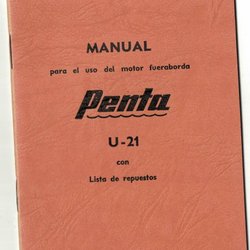 MANUAL
para el uso del motor fueraborda
Penta
U-21
con
Lista de repuestos